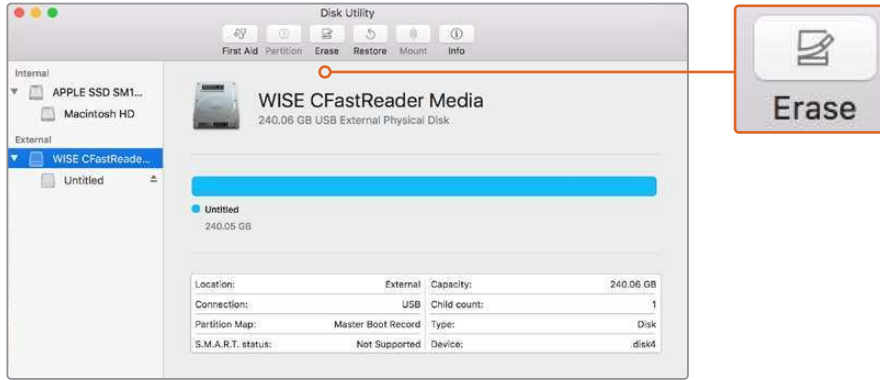 Disk Utility
First Aid Partition Erase Restore Mount Info
Erase
Internal
APPLE SSD SM1...
Macintosh HD
External
WISE CFastReade...
Untitled
WISE CFastReader Media
240.06 GB USB External Physical Disk
Untitled
240.05 GB
Location: External Capacity: 240.06 GB
Connection: USB Child count: 1
Partition Map: Master Boot Record Type: Disk
S.M.A.R.T. status: Not Supported Device: disk4